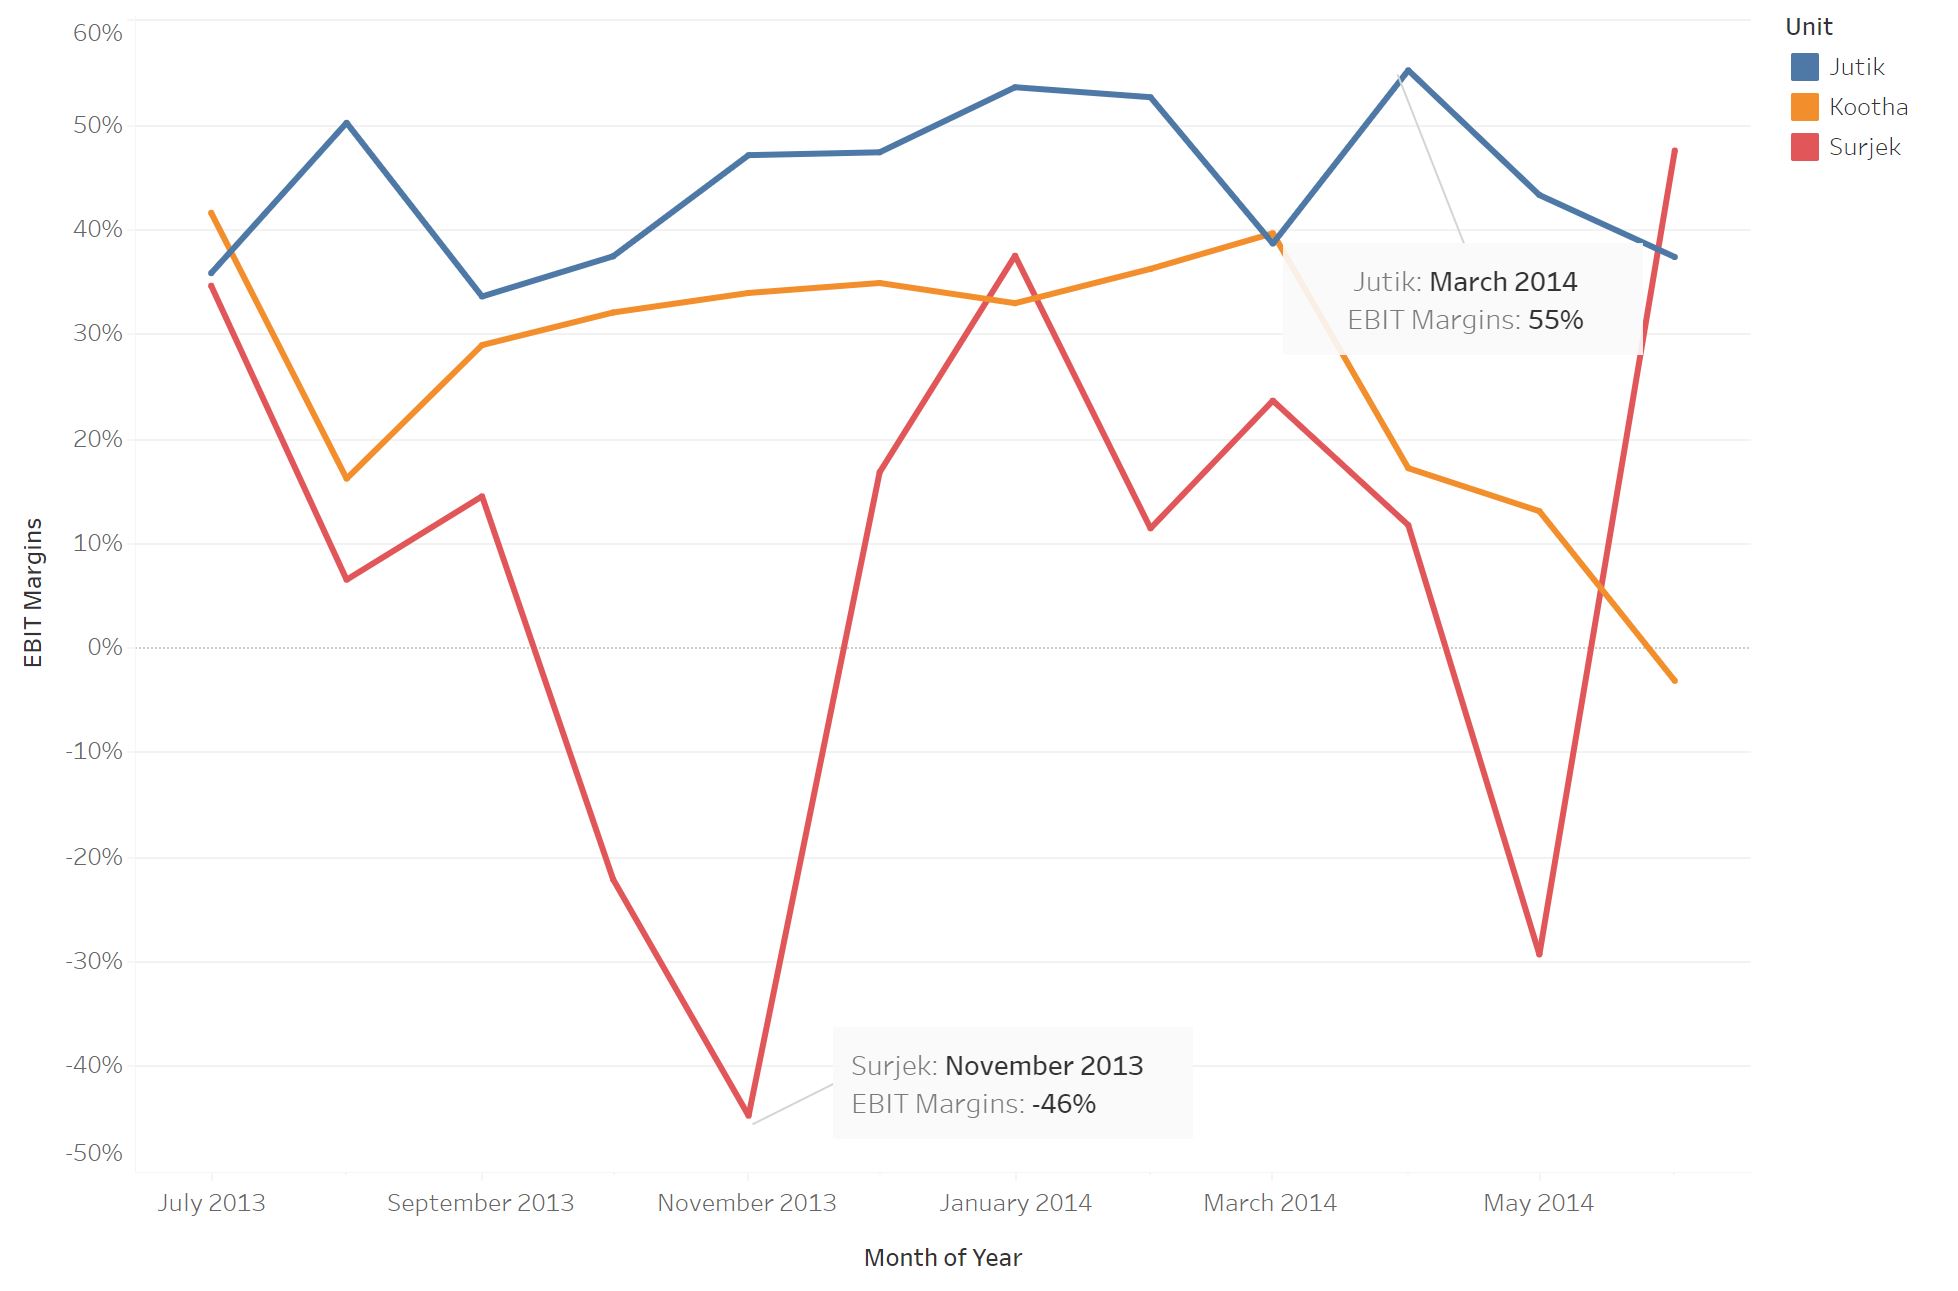 60%
50%
40%
30%
20%
10%
0%
-10%
-20%
-30%
-40%
-50%
EBIT Margins
July 2013
September 2013
November 2013
January 2014
March 2014
May 2014
Month of Year
Jutik: March 2014
EBIT Margins: 55%
Surjek: November 2013
EBIT Margins: -46%
Unit
Jutik
Kootha
Surjek